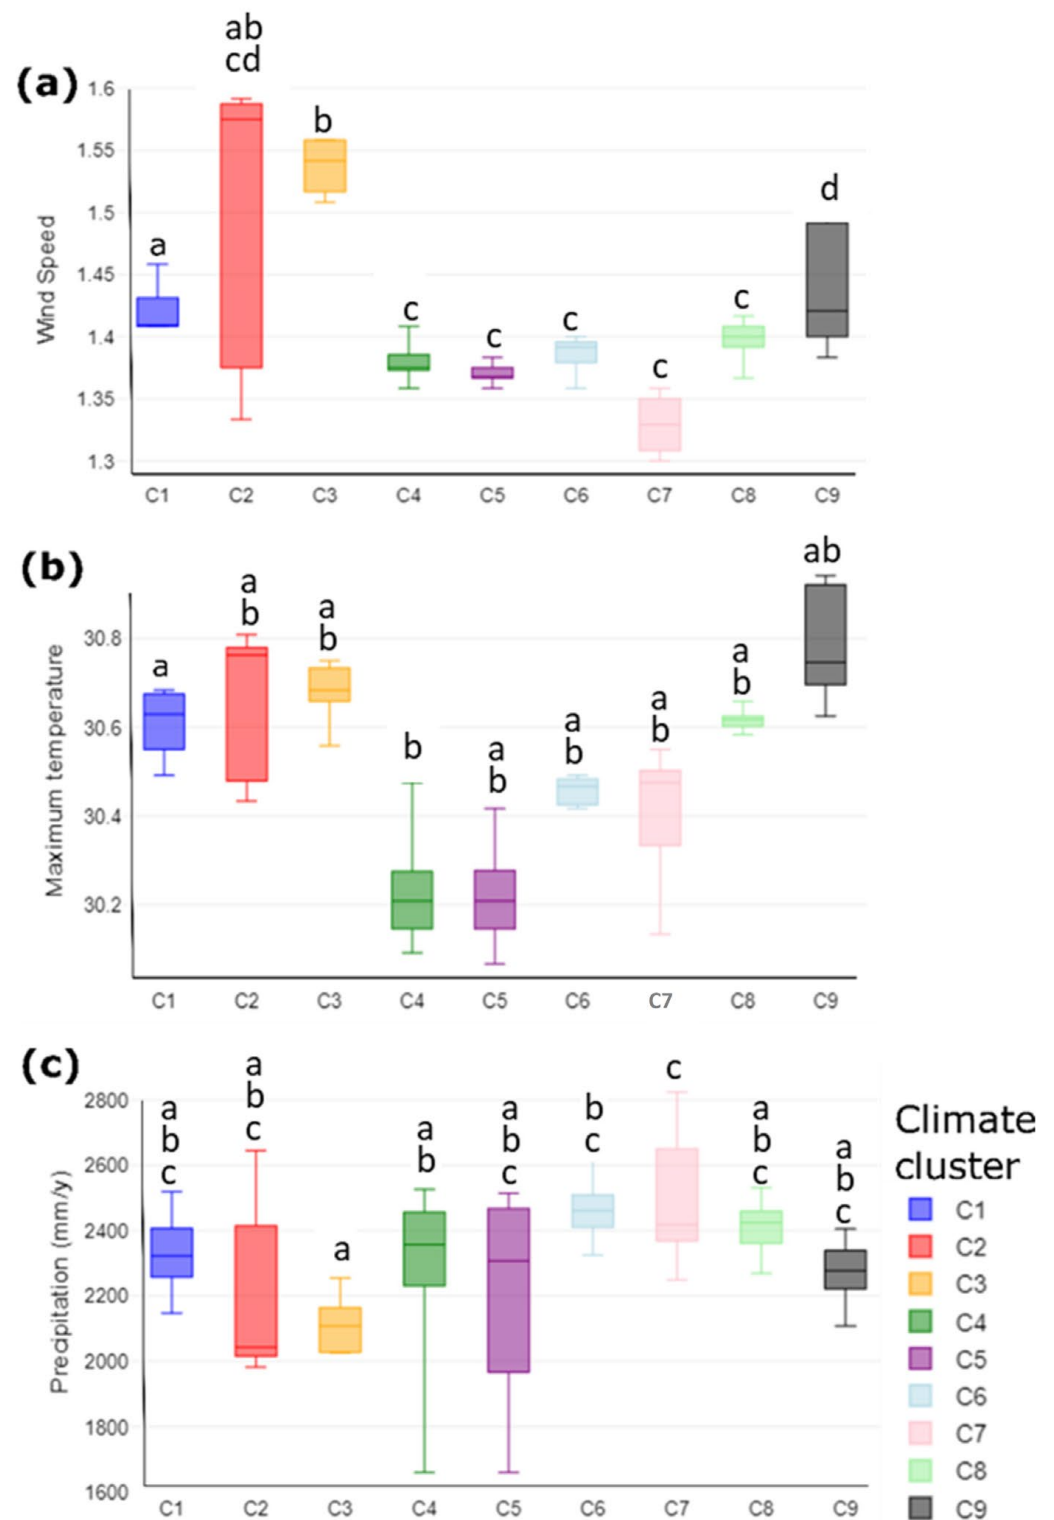 (a)
Wind Speed
1.6
1.55
1.5
1.45
1.4
1.35
1.3
a
ab
cd
b
c
c
c
c
c
d
C1 C2 C3 C4 C5 C6 C7 C8 C9
(b)
Maximum temperature
30.8
30.6
30.4
30.2
a
a
b
a
b
b
a
b
a
b
a
b
a
b
ab
C1 C2 C3 C4 C5 C6 C7 C8 C9
(c)
Precipitation (mm/y)
2800
2600
2400
2200
2000
1800
1600
a
b
c
a
b
c
a
a
b
a
b
c
b
c
c
a
b
c
a
b
c
C1 C2 C3 C4 C5 C6 C7 C8 C9
Climate
cluster
C1
C2
C3
C4
C5
C6
C7
C8
C9